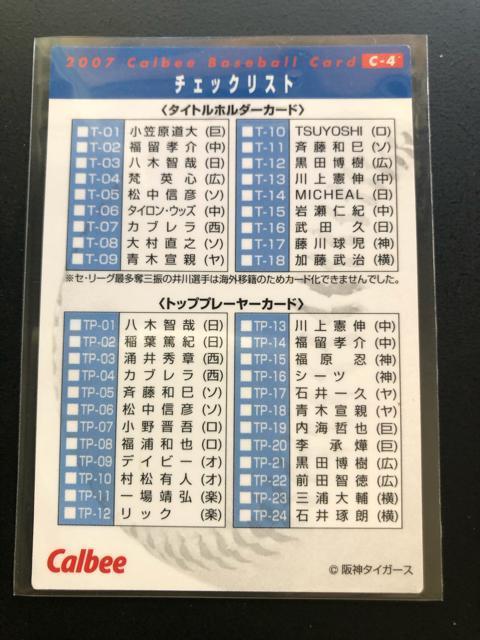 2007 Calbee Baseball Card C-4
チェックリスト
〈タイトルホルダーカード〉
T-01 小笠原道大(巨)
T-02 福留孝介(中)
T-03 八木智哉(日)
T-04 梵英心(広)
T-05 松中信彦(ソ)
T-06 タイロン・ウッズ(中)
T-07 カブレラ(西)
T-08 大村直之(ソ)
T-09 青木宣親(ヤ)
T-10 TSUYOSHI(ロ)
T-11 斉藤和巳(ソ)
T-12 黒田博樹(広)
T-13 川上憲伸(中)
T-14 MICHEAL(日)
T-15 岩瀬仁紀(中)
T-16 武田久(日)
T-17 藤川球児(神)
T-18 加藤武治(横)
※セ・リーグ最多奪三振の井川選手は海外移籍のためカード化できませんでした。
〈トッププレーヤーカード〉
TP-01 八木智哉(日)
TP-02 稲葉篤紀(日)
TP-03 涌井秀章(西)
TP-04 カブレラ(西)
TP-05 斉藤和巳(ソ)
TP-06 松中信彦(ソ)
TP-07 小野晋吾(ロ)
TP-08 福浦和也(ロ)
TP-09 デイビー(オ)
TP-10 村松有人(オ)
TP-11 一場靖弘(楽)
TP-12 リック(楽)
TP-13 川上憲伸(中)
TP-14 福留孝介(中)
TP-15 福原忍(神)
TP-16 シーツ(神)
TP-17 石井一久(ヤ)
TP-18 青木宣親(ヤ)
TP-19 内海哲也(巨)
TP-20 李承燁(巨)
TP-21 黒田博樹(広)
TP-22 前田智徳(広)
TP-23 三浦大輔(横)
TP-24 石井琢朗(横)
Calbee
© 阪神タイガース